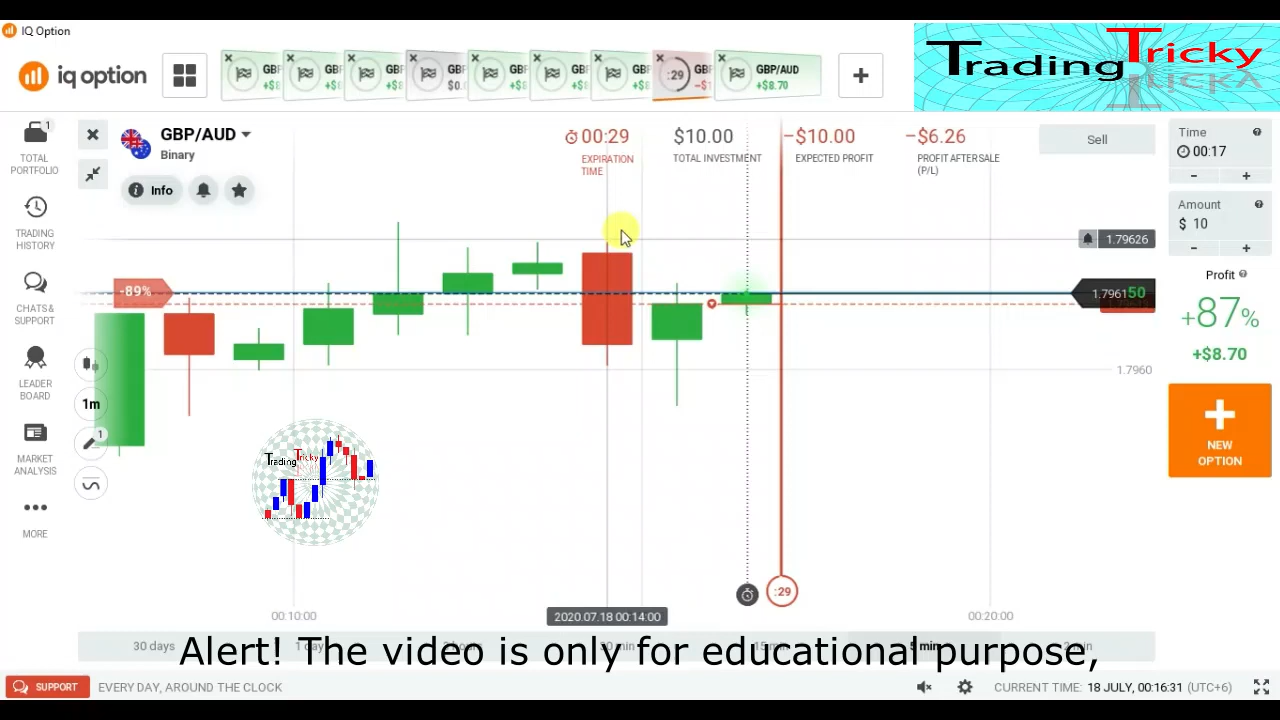 IQ Option
iq option
GBP/AUD
+$8.70
Trading Tricky
1
TOTAL
PORTFOLIO
TRADING
HISTORY
CHATS &
SUPPORT
LEADER
BOARD
MARKET
ANALYSIS
MORE
GBP/AUD
Binary
Info
00:29
EXPIRATION
TIME
$10.00
TOTAL INVESTMENT
−$10.00
EXPECTED PROFIT
−$6.26
PROFIT AFTER SALE
(P/L)
Sell
Time
00:17
- +
Amount
$ 10
- +
Profit
+87%
+$8.70
NEW
OPTION
1.79626
1.796150
1.7960
-89%
1m
1
Trading Tricky
:29
:29
00:10:00
2020.07.18 00:14:00
00:20:00
30 days
Alert! The video is only for educational purpose,
SUPPORT
EVERY DAY, AROUND THE CLOCK
CURRENT TIME: 18 JULY, 00:16:31 (UTC+6)